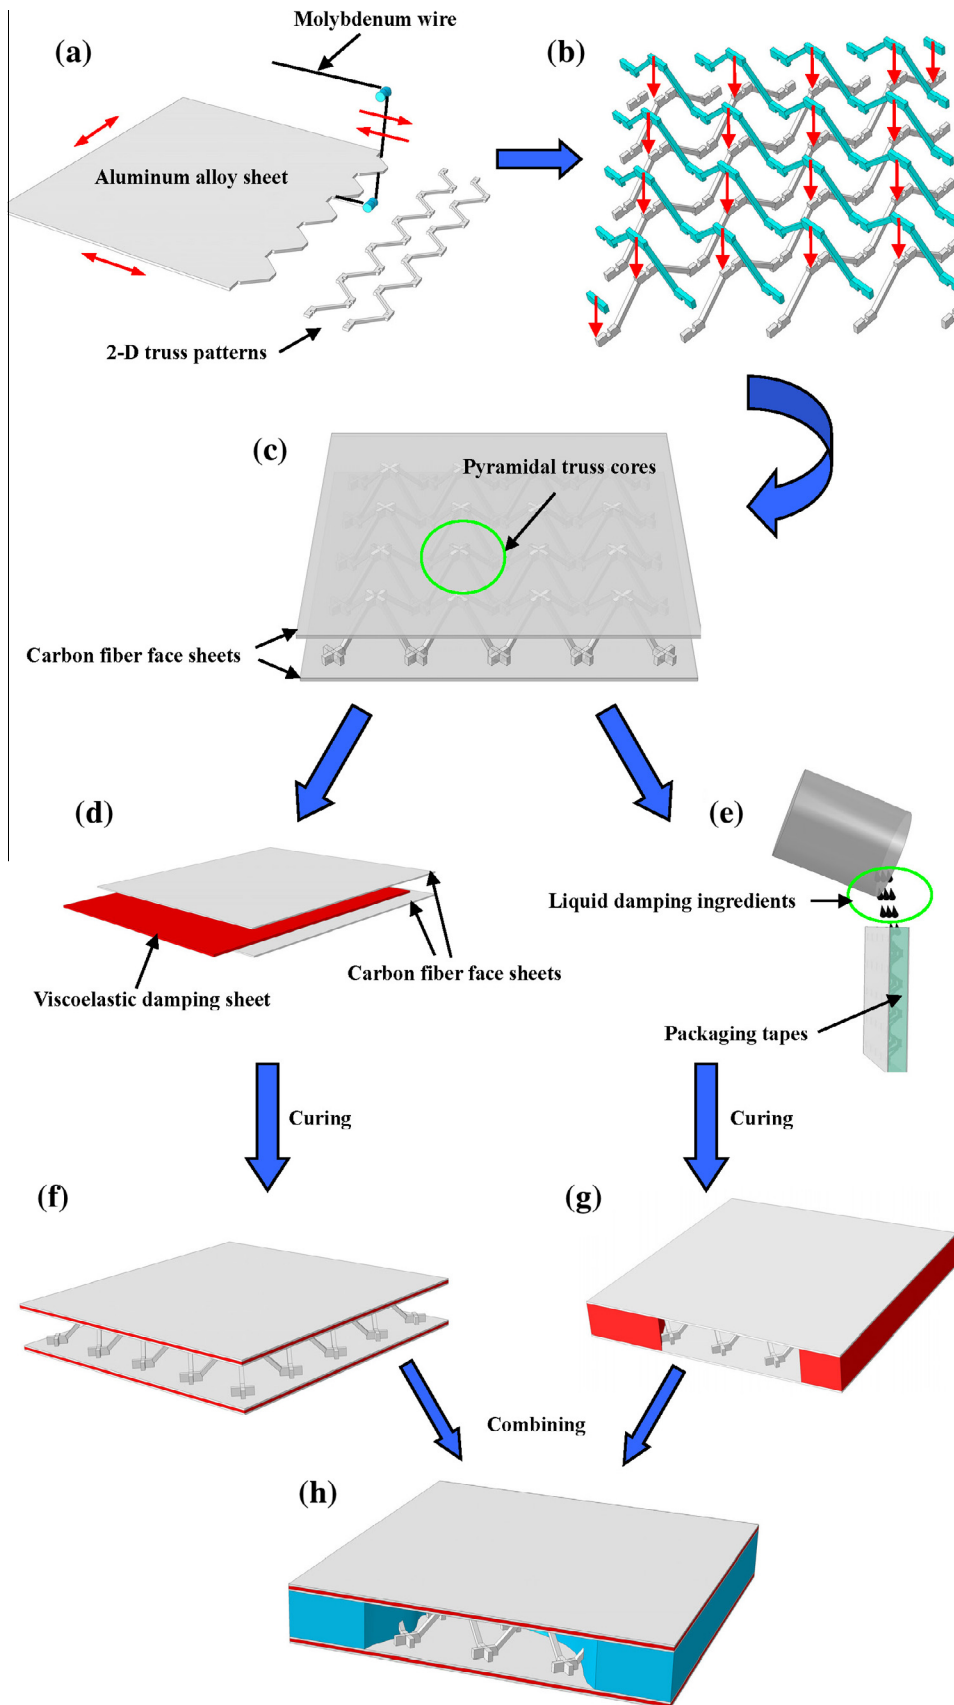 Molybdenum wire
(a)
(b)
Aluminum alloy sheet
2-D truss patterns
(c)
Pyramidal truss cores
Carbon fiber face sheets
(d)
(e)
Liquid damping ingredients
Carbon fiber face sheets
Viscoelastic damping sheet
Packaging tapes
Curing
Curing
(f)
(g)
Combining
(h)